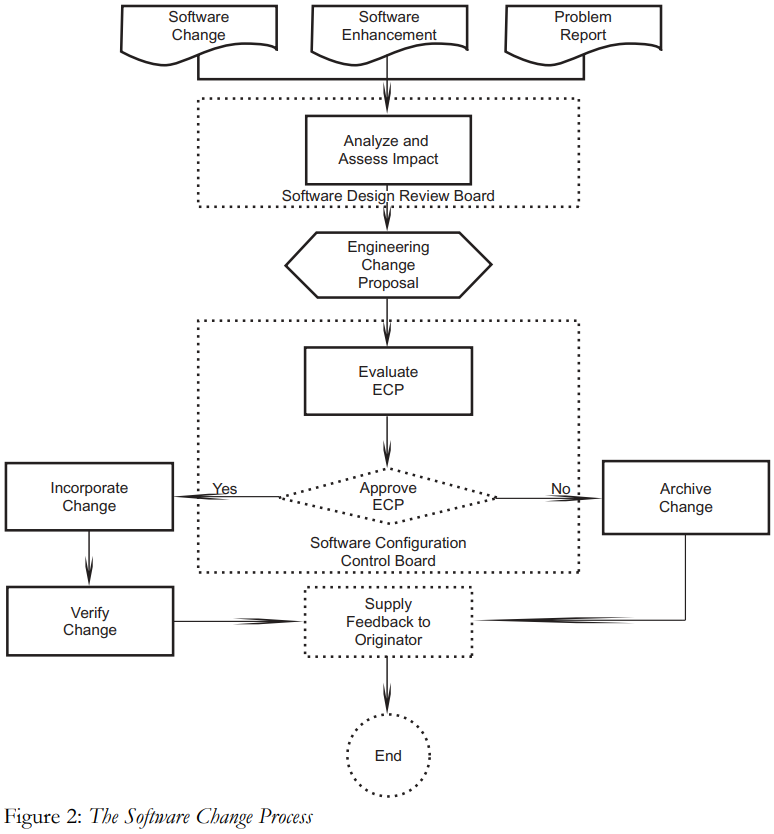 Software
Change
Software
Enhancement
Problem
Report
Analyze and
Assess Impact
Software Design Review Board
Engineering
Change
Proposal
Evaluate
ECP
Approve
ECP
Yes
No
Incorporate
Change
Archive
Change
Software Configuration
Control Board
Verify
Change
Supply
Feedback to
Originator
End
Figure 2: The Software Change Process